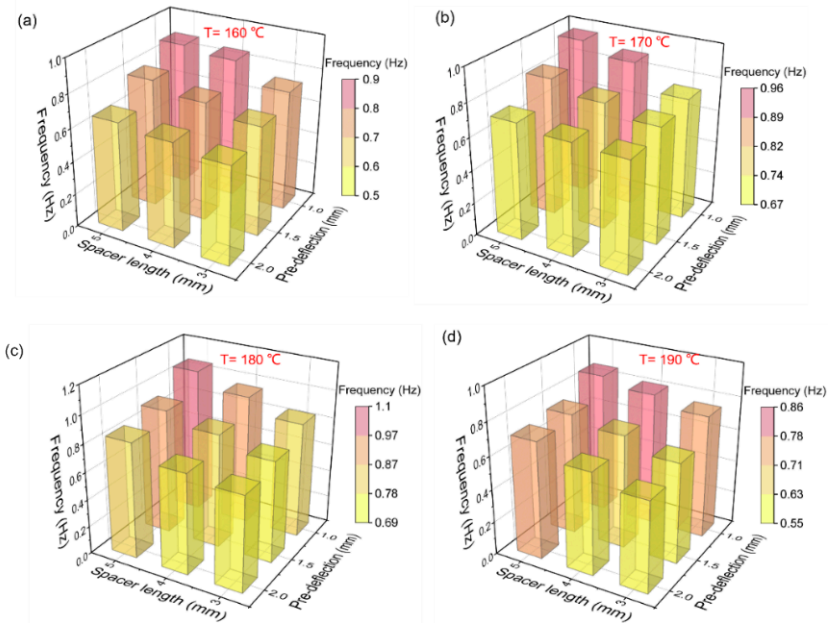 (a)
T= 160 ℃
Frequency (Hz)
0.9
0.8
0.7
0.6
0.5
Frequency (Hz)
1.0
0.8
0.6
0.4
0.2
0.0
5
4
3
Spacer length (mm)
1.0
1.5
2.0
Pre-deflection (mm)
(b)
T= 170 ℃
Frequency (Hz)
0.96
0.89
0.82
0.74
0.67
Frequency (Hz)
1.0
0.8
0.6
0.4
0.2
0.0
5
4
3
Spacer length (mm)
1.0
1.5
2.0
Pre-deflection (mm)
(c)
T= 180 ℃
Frequency (Hz)
1.1
0.97
0.87
0.78
0.69
Frequency (Hz)
1.2
1.0
0.8
0.6
0.4
0.2
0.0
5
4
3
Spacer length (mm)
1.0
1.5
2.0
Pre-deflection (mm)
(d)
T= 190 ℃
Frequency (Hz)
0.86
0.78
0.71
0.63
0.55
Frequency (Hz)
1.0
0.8
0.6
0.4
0.2
0.0
5
4
3
Spacer length (mm)
1.0
1.5
2.0
Pre-deflection (mm)